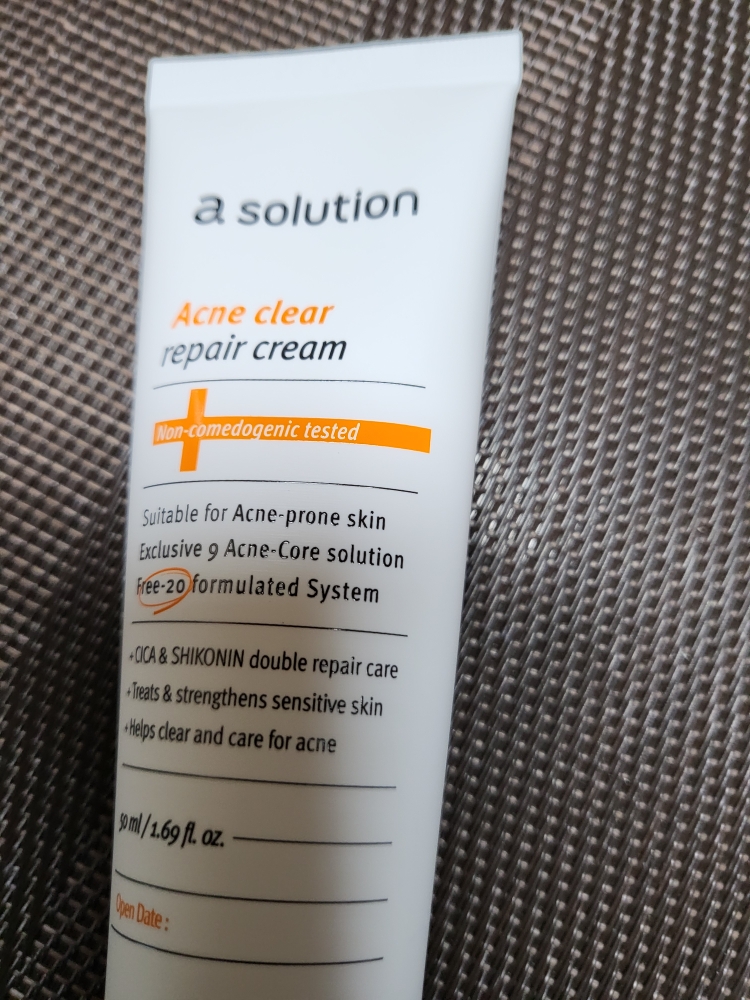 a solution
Acne clear
repair cream
Non-comedogenic tested
Suitable for Acne-prone skin
Exclusive 9 Acne-Core solution
Free-20 formulated System
+CICA & SHIKONIN double repair care
+Treats & strengthens sensitive skin
+Helps clear and care for acne
50 ml / 1.69 fl. oz.
Open Date :